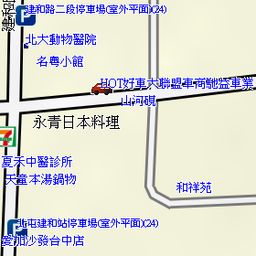 建和路二段停車場(室外平面)(24)
建和
北大動物醫院
名粵小館
HOT好車大聯盟車商馳益車業
山河硯
永青日本料理
夏禾中醫診所
天童本湯鍋物
和祥苑
北屯建和站停車場(室外平面)(24)
愛加沙發台中店